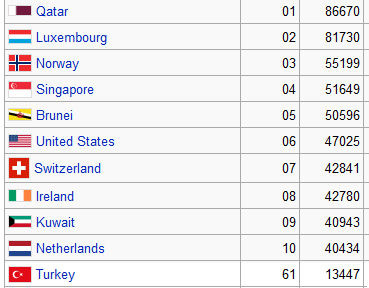 Qatar 01 86670
Luxembourg 02 81730
Norway 03 55199
Singapore 04 51649
Brunei 05 50596
United States 06 47025
Switzerland 07 42841
Ireland 08 42780
Kuwait 09 40943
Netherlands 10 40434
Turkey 61 13447